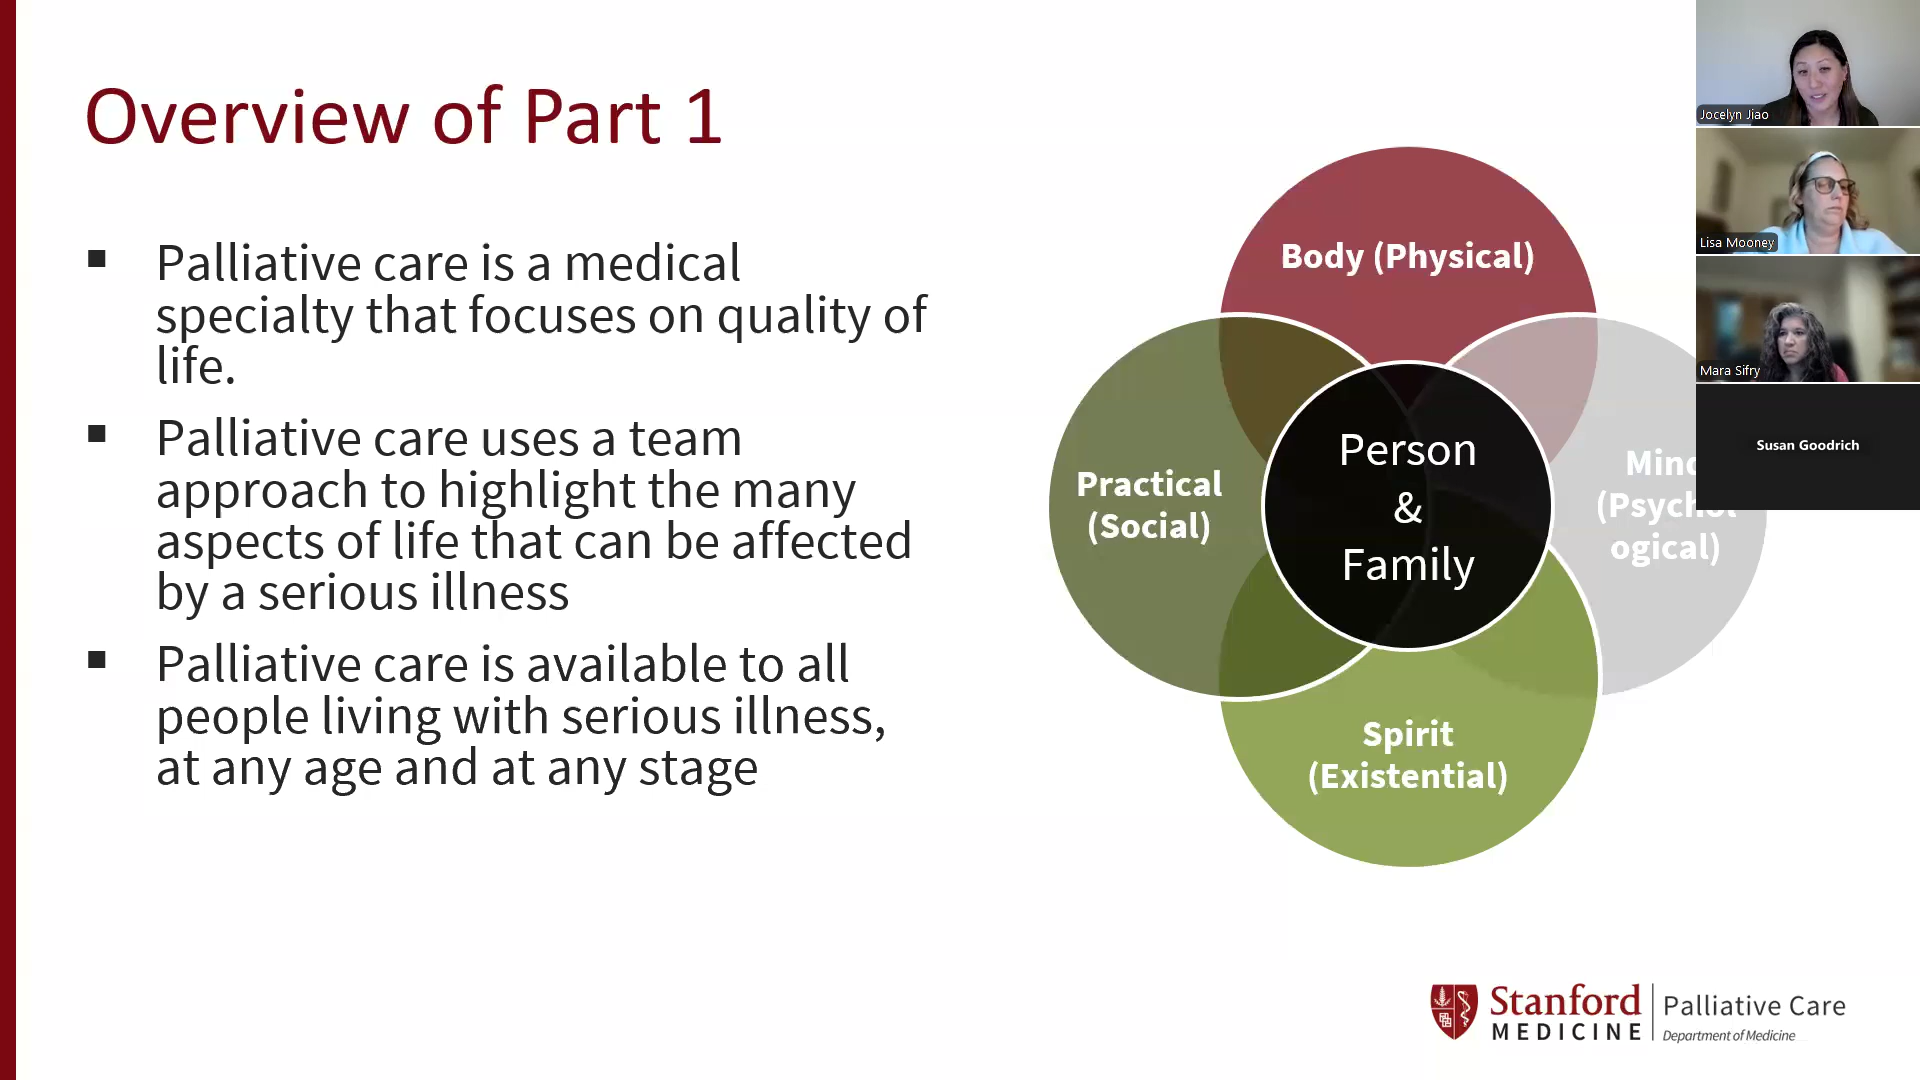 Overview of Part 1
▪ Palliative care is a medical
specialty that focuses on quality of
life.
▪ Palliative care uses a team
approach to highlight the many
aspects of life that can be affected
by a serious illness
▪ Palliative care is available to all
people living with serious illness,
at any age and at any stage
Body (Physical)
Practical
(Social)
Person
&
Family
Mind
(Psychol
ogical)
Spirit
(Existential)
Jocelyn Jiao
Lisa Mooney
Mara Sifry
Susan Goodrich
Stanford
MEDICINE
Palliative Care
Department of Medicine